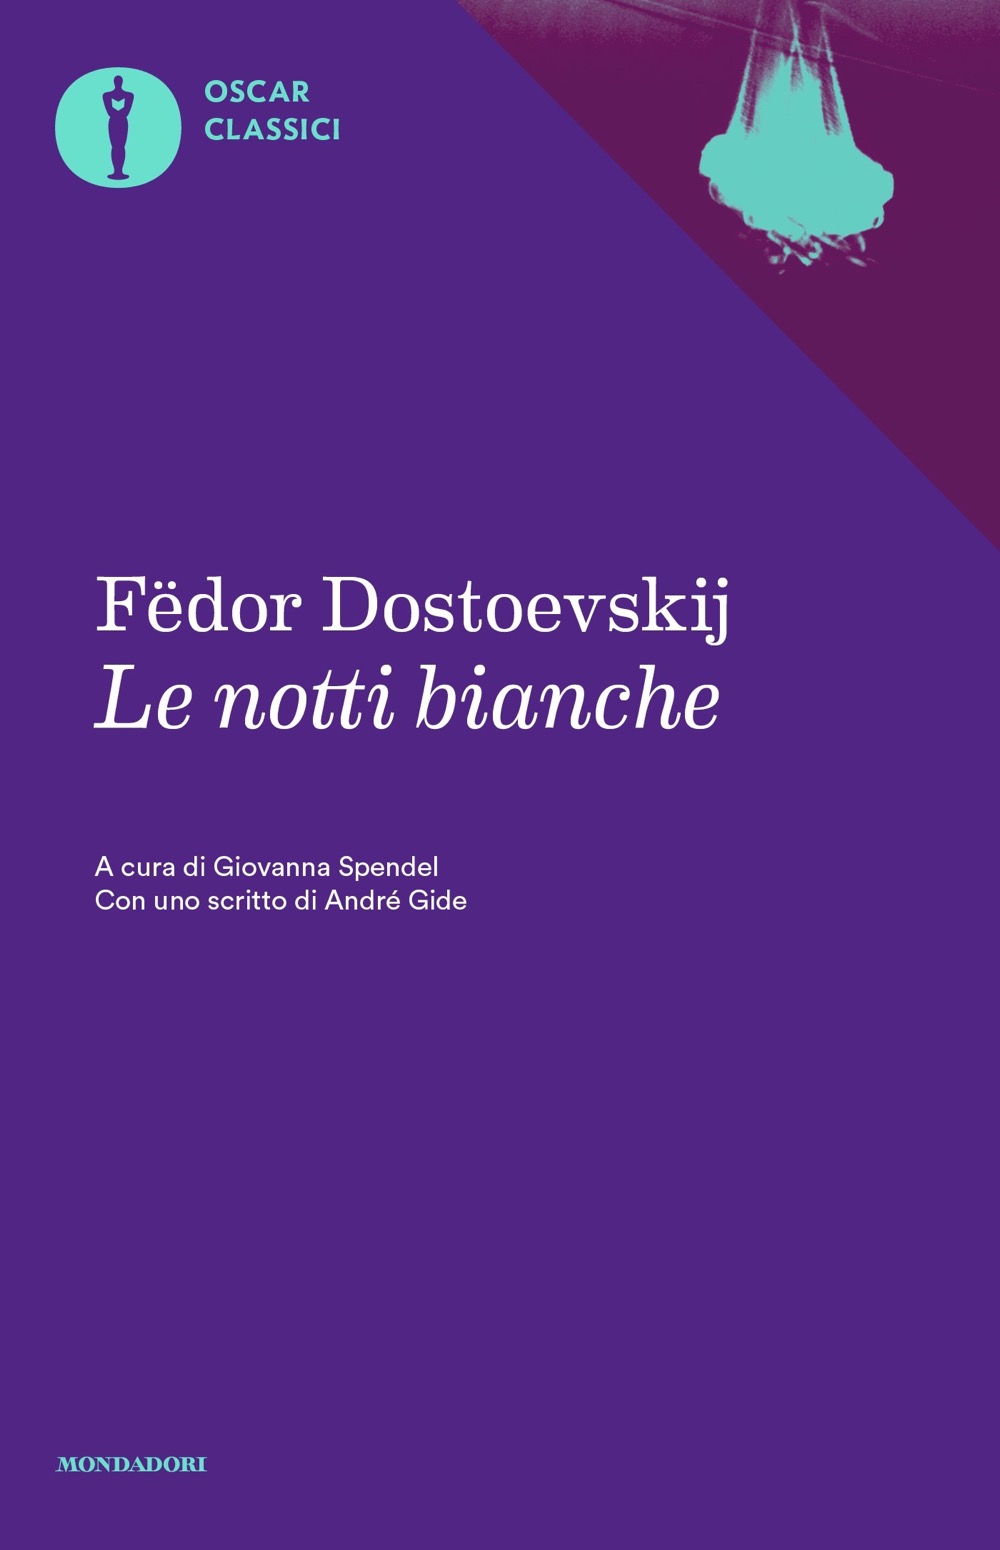 OSCAR
CLASSICI
Fëdor Dostoevskij
Le notti bianche
A cura di Giovanna Spendel
Con uno scritto di André Gide
MONDADORI